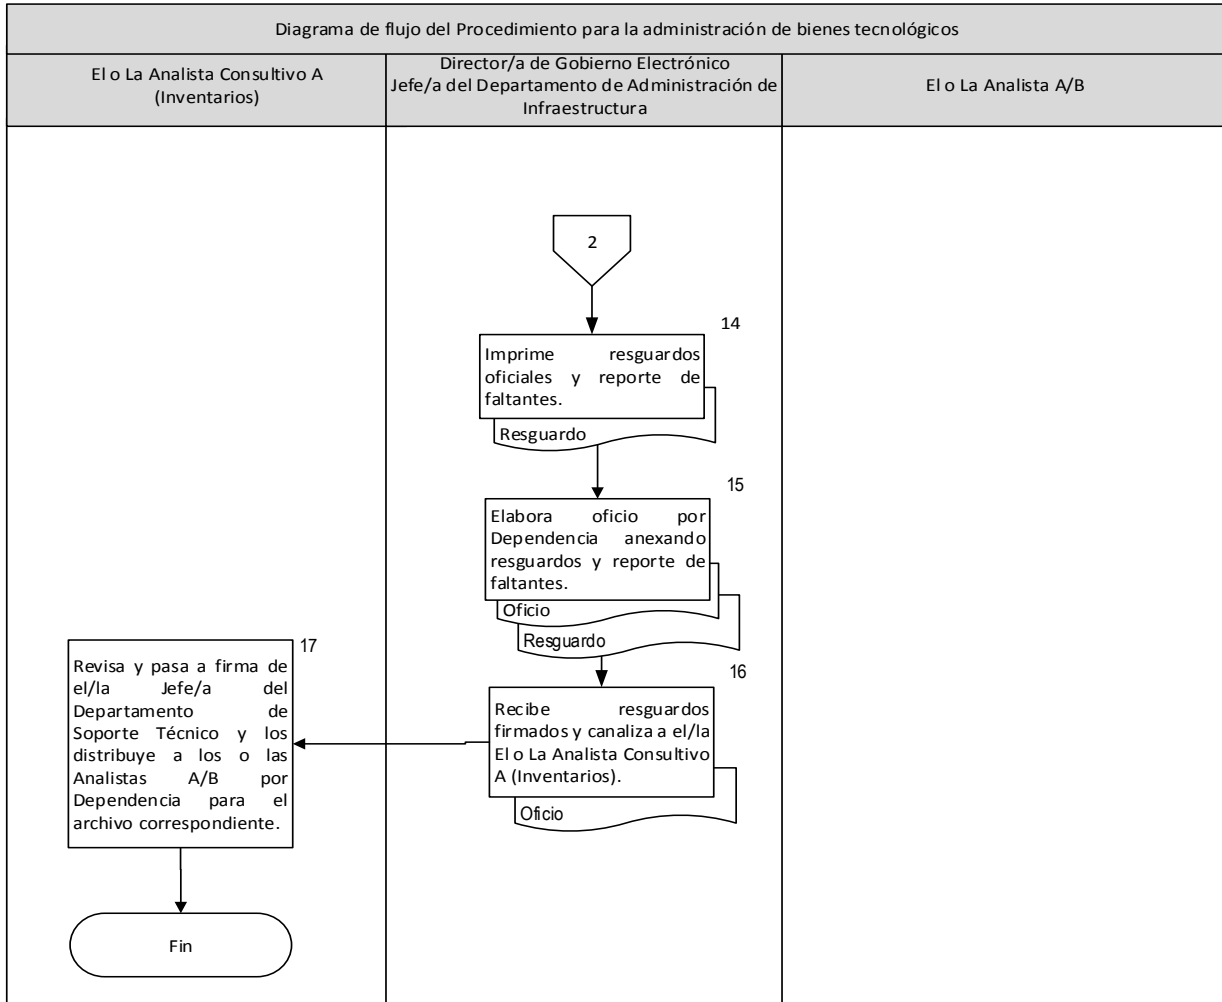 Diagrama de flujo del Procedimiento para la administración de bienes tecnológicos
El o La Analista Consultivo A
(Inventarios)
Director/a de Gobierno Electrónico
Jefe/a del Departamento de Administración de
Infraestructura
El o La Analista A/B
2
14
Imprime resguardos
oficiales y reporte de
faltantes.
Resguardo
15
Elabora oficio por
Dependencia anexando
resguardos y reporte de
faltantes.
Oficio
Resguardo
16
Recibe resguardos
firmados y canaliza a el/la
El o La Analista Consultivo
A (Inventarios).
Oficio
17
Revisa y pasa a firma de
el/la Jefe/a del
Departamento de
Soporte Técnico y los
distribuye a los o las
Analistas A/B por
Dependencia para el
archivo correspondiente.
Fin